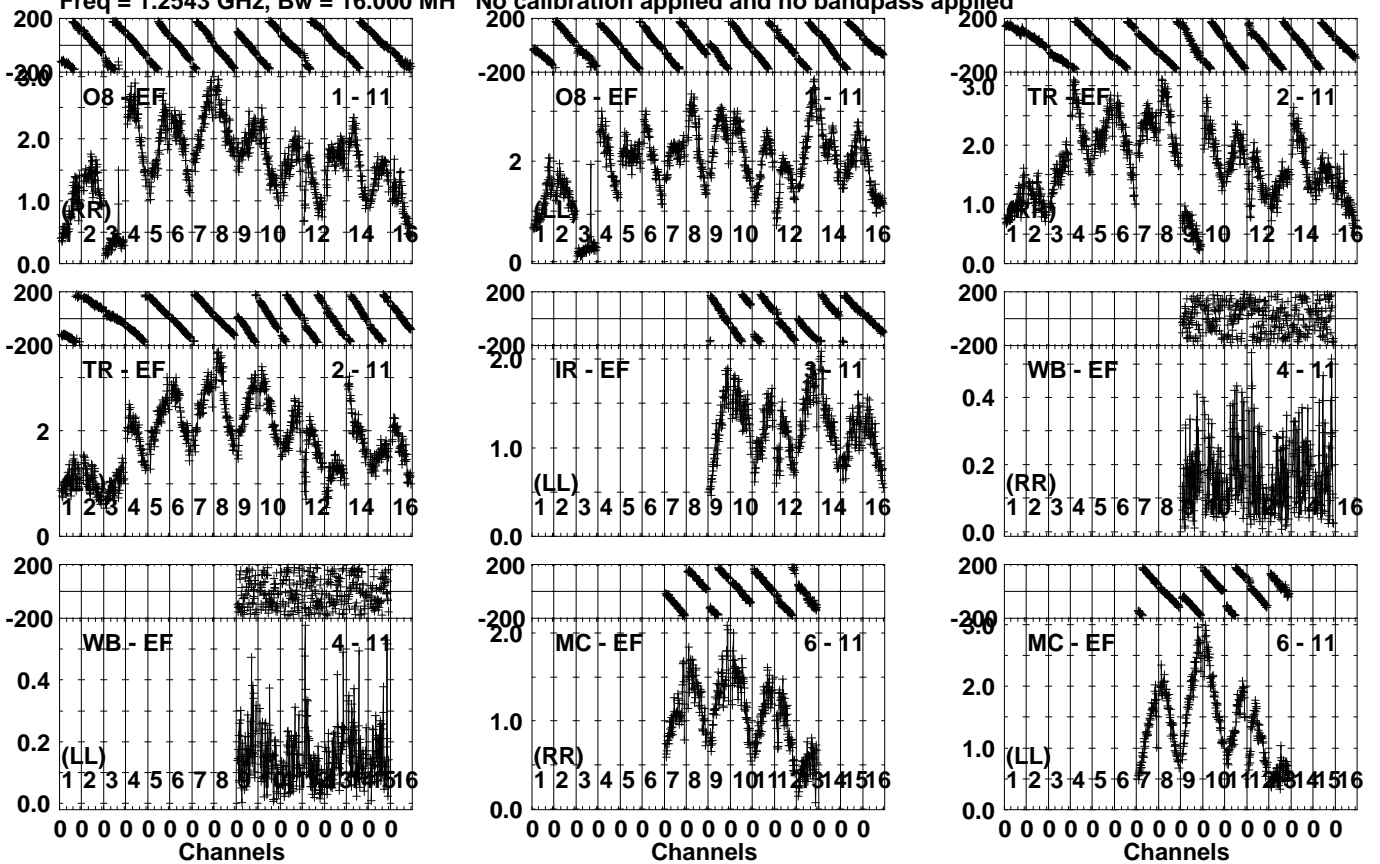 Freq = 1.2543 GHz, Bw = 16.000 MH No calibration applied and no bandpass applied
200 200 200
-200 -200 -200
3.0 3.0
O8 - EF 1 - 11 O8 - EF 1 - 11 TR - EF 2 - 11
2.0 2 2.0
1.0 1.0
(RR) (LL) (RR)
1 2 3 4 5 6 7 8 9 10 12 14 16 1 2 3 4 5 6 7 8 9 10 12 14 16 1 2 3 4 5 6 7 8 9 10 12 14 16
0.0 0 0.0
200 200 200
-200 -200 -200
2.0
TR - EF 2 - 11 IR - EF 3 - 11 WB - EF 4 - 11
0.4
2 1.0
0.2
(LL) (LL) (RR)
1 2 3 4 5 6 7 8 9 10 12 14 16 1 2 3 4 5 6 7 8 9 10 12 14 16 1 2 3 4 5 6 7 8 9 10 14 16
0 0.0 0.0
200 200 200
-200 -200 -200
2.0 3.0
WB - EF 4 - 11 MC - EF 6 - 11 MC - EF 6 - 11
0.4 2.0
1.0
0.2 1.0
(LL) (RR) (LL)
1 2 3 4 5 6 7 8 1516 1 2 3 4 5 6 7 8 9 10 11 12 13 14 15 16 1 2 3 4 5 6 7 8 9 10 11 12 13 14 15 16
0.0 0.0 0.0
0 0 0 0 0 0 0 0 0 0 0 0 0 0 0 0 0 0 0 0 0 0 0 0 0 0 0 0 0 0 0 0 0 0 0 0 0 0 0 0 0 0 0 0 0 0 0 0
Channels Channels Channels